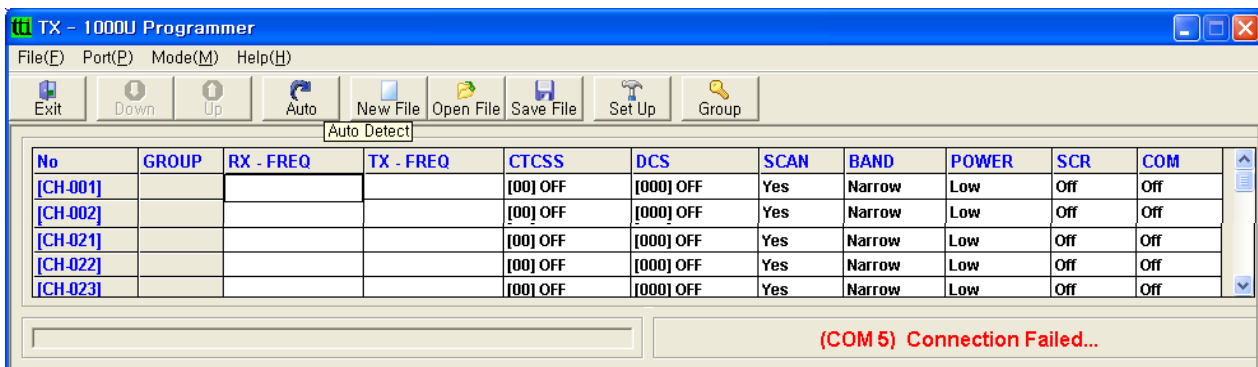 tti TX - 1000U Programmer
File(F) Port(P) Mode(M) Help(H)
Exit Down Up Auto New File Open File Save File Set Up Group
Auto Detect
No GROUP RX - FREQ TX - FREQ CTCSS DCS SCAN BAND POWER SCR COM
[CH-001] [00] OFF [000] OFF Yes Narrow Low Off Off
[CH-002] [00] OFF [000] OFF Yes Narrow Low Off Off
[CH-021] [00] OFF [000] OFF Yes Narrow Low Off Off
[CH-022] [00] OFF [000] OFF Yes Narrow Low Off Off
[CH-023] [00] OFF [000] OFF Yes Narrow Low Off Off
(COM 5) Connection Failed...